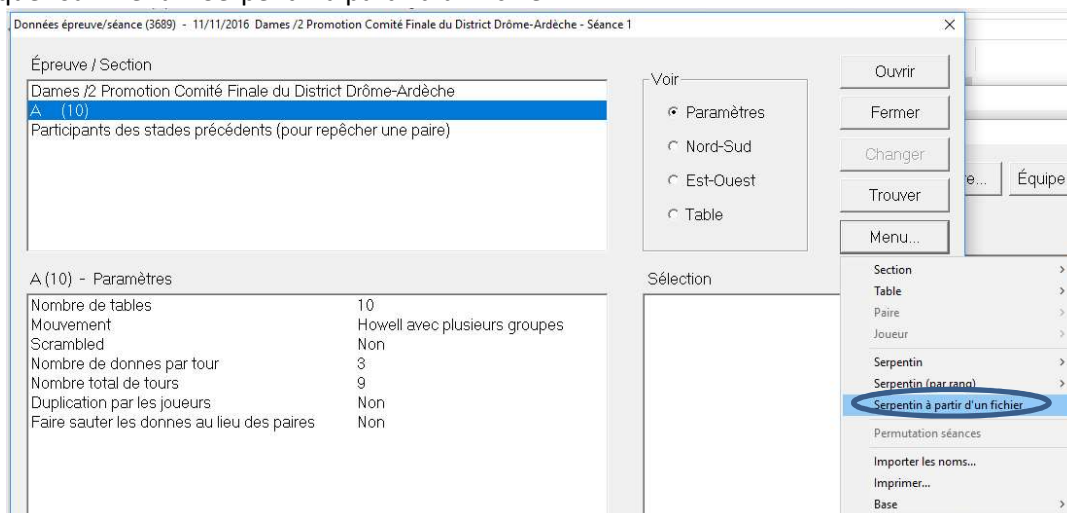 Données épreuve/séance (3689) - 11/11/2016 Dames /2 Promotion Comité Finale du District Drôme-Ardèche - Séance 1
Épreuve / Section
Dames /2 Promotion Comité Finale du District Drôme-Ardèche
A (10)
Participants des stades précédents (pour repêcher une paire)
Voir
Paramètres
Nord-Sud
Est-Ouest
Table
Ouvrir
Fermer
Changer
Trouver
Menu...
e... Équipe
A (10) - Paramètres
Nombre de tables 10
Mouvement Howell avec plusieurs groupes
Scrambled Non
Nombre de donnes par tour 3
Nombre total de tours 9
Duplication par les joueurs Non
Faire sauter les donnes au lieu des paires Non
Sélection
Section
Table
Paire
Joueur
Serpentin
Serpentin (par rang)
Serpentin à partir d'un fichier
Permutation séances
Importer les noms...
Imprimer...
Base